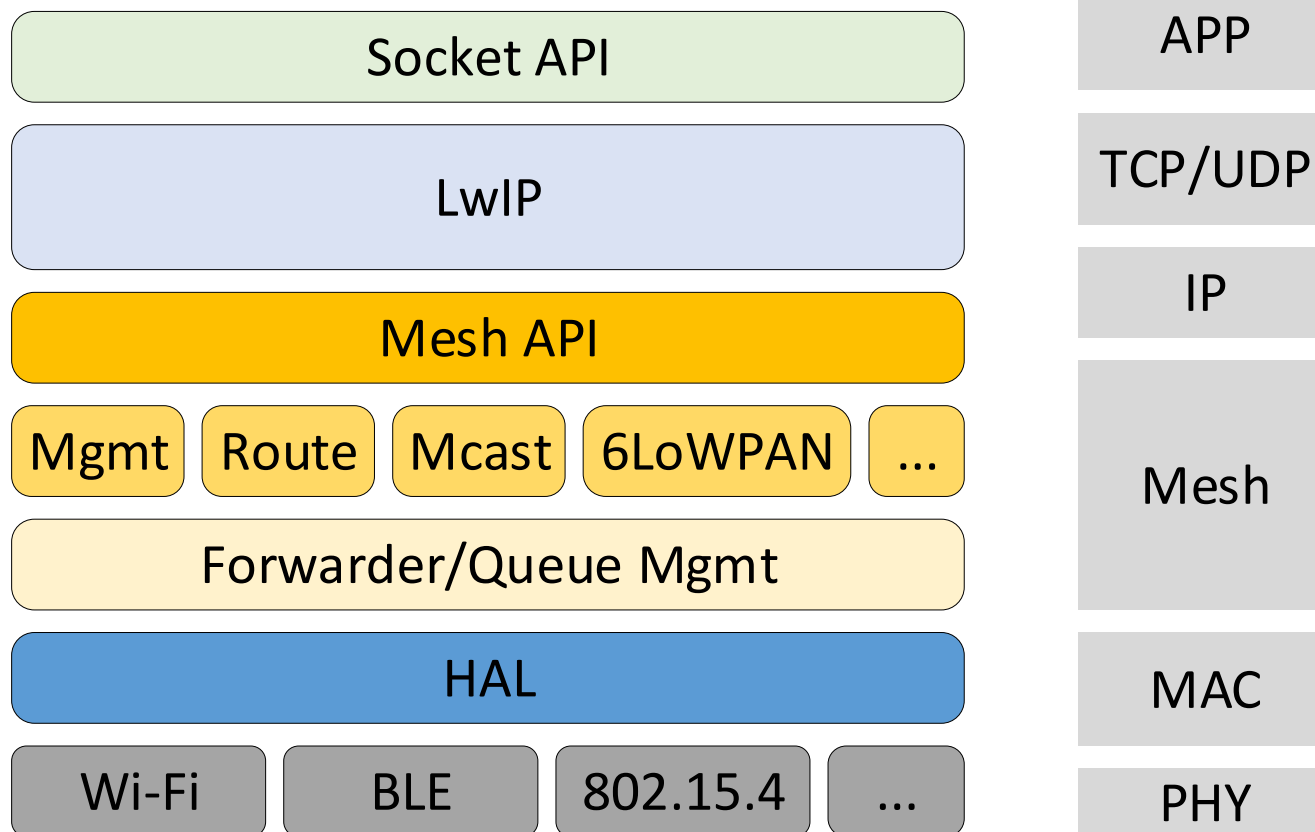 Socket API
LwIP
Mesh API
Mgmt Route Mcast 6LoWPAN ...
Forwarder/Queue Mgmt
HAL
Wi-Fi BLE 802.15.4 ...
APP
TCP/UDP
IP
Mesh
MAC
PHY